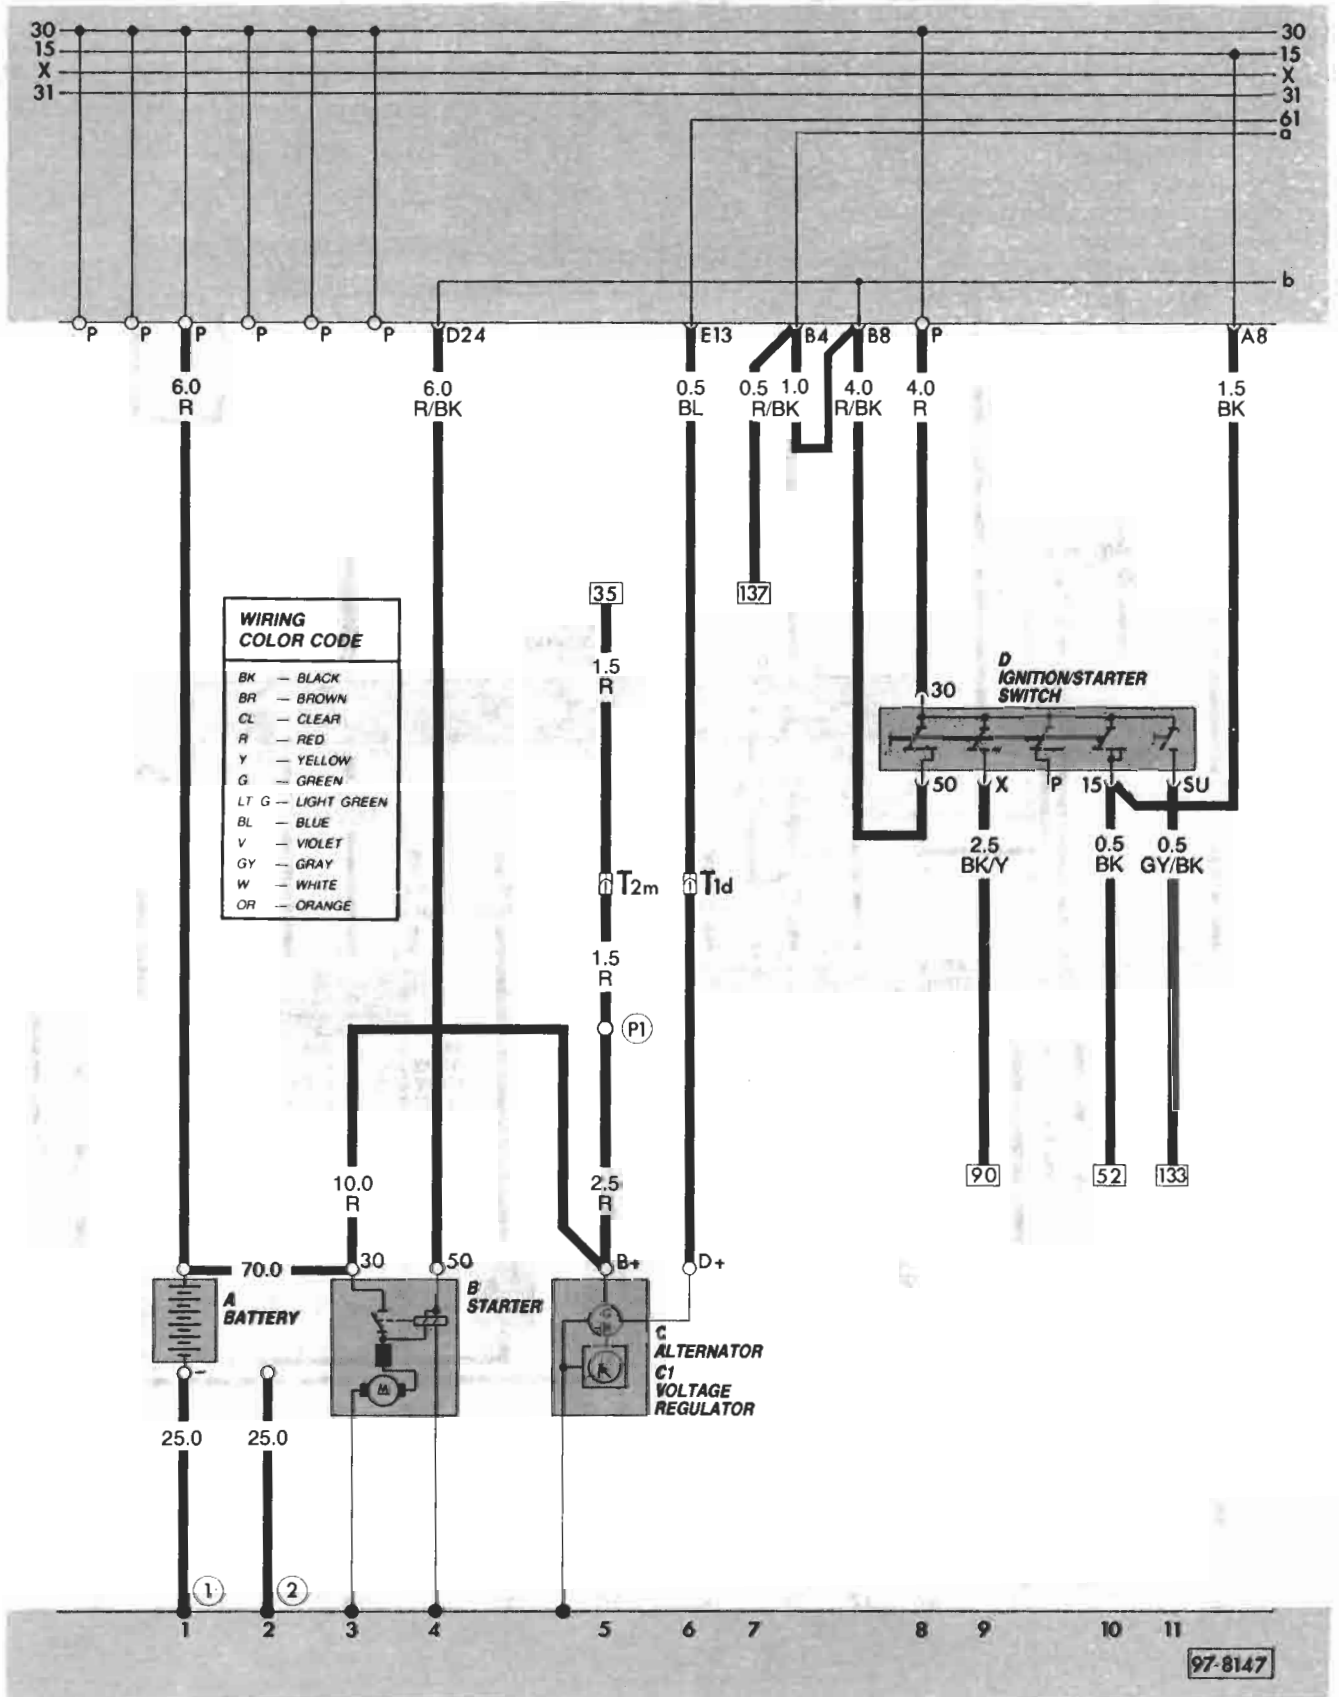 30
15
X
31
30
15
X
31
61
a
b
P P P P P P D24 E13 B4 B8 P A8
6.0
R
6.0
R/BK
0.5
BL
0.5 1.0
R/BK
4.0
R/BK
4.0
R
1.5
BK
35
137
WIRING
COLOR CODE
BK — BLACK
BR — BROWN
CL — CLEAR
R — RED
Y — YELLOW
G — GREEN
LT G — LIGHT GREEN
BL — BLUE
V — VIOLET
GY — GRAY
W — WHITE
OR — ORANGE
1.5
R
D
IGNITION/STARTER
SWITCH
30
50 X P 15 SU
2.5
BK/Y
0.5
BK
0.5
GY/BK
T2m
T1d
1.5
R
P1
90
52
133
10.0
R
2.5
R
70.0
30
50
B+
D+
A
BATTERY
B
STARTER
C
ALTERNATOR
C1
VOLTAGE
REGULATOR
–
M
G
25.0
25.0
1
2
1 2 3 4 5 6 7 8 9 10 11
97-8147